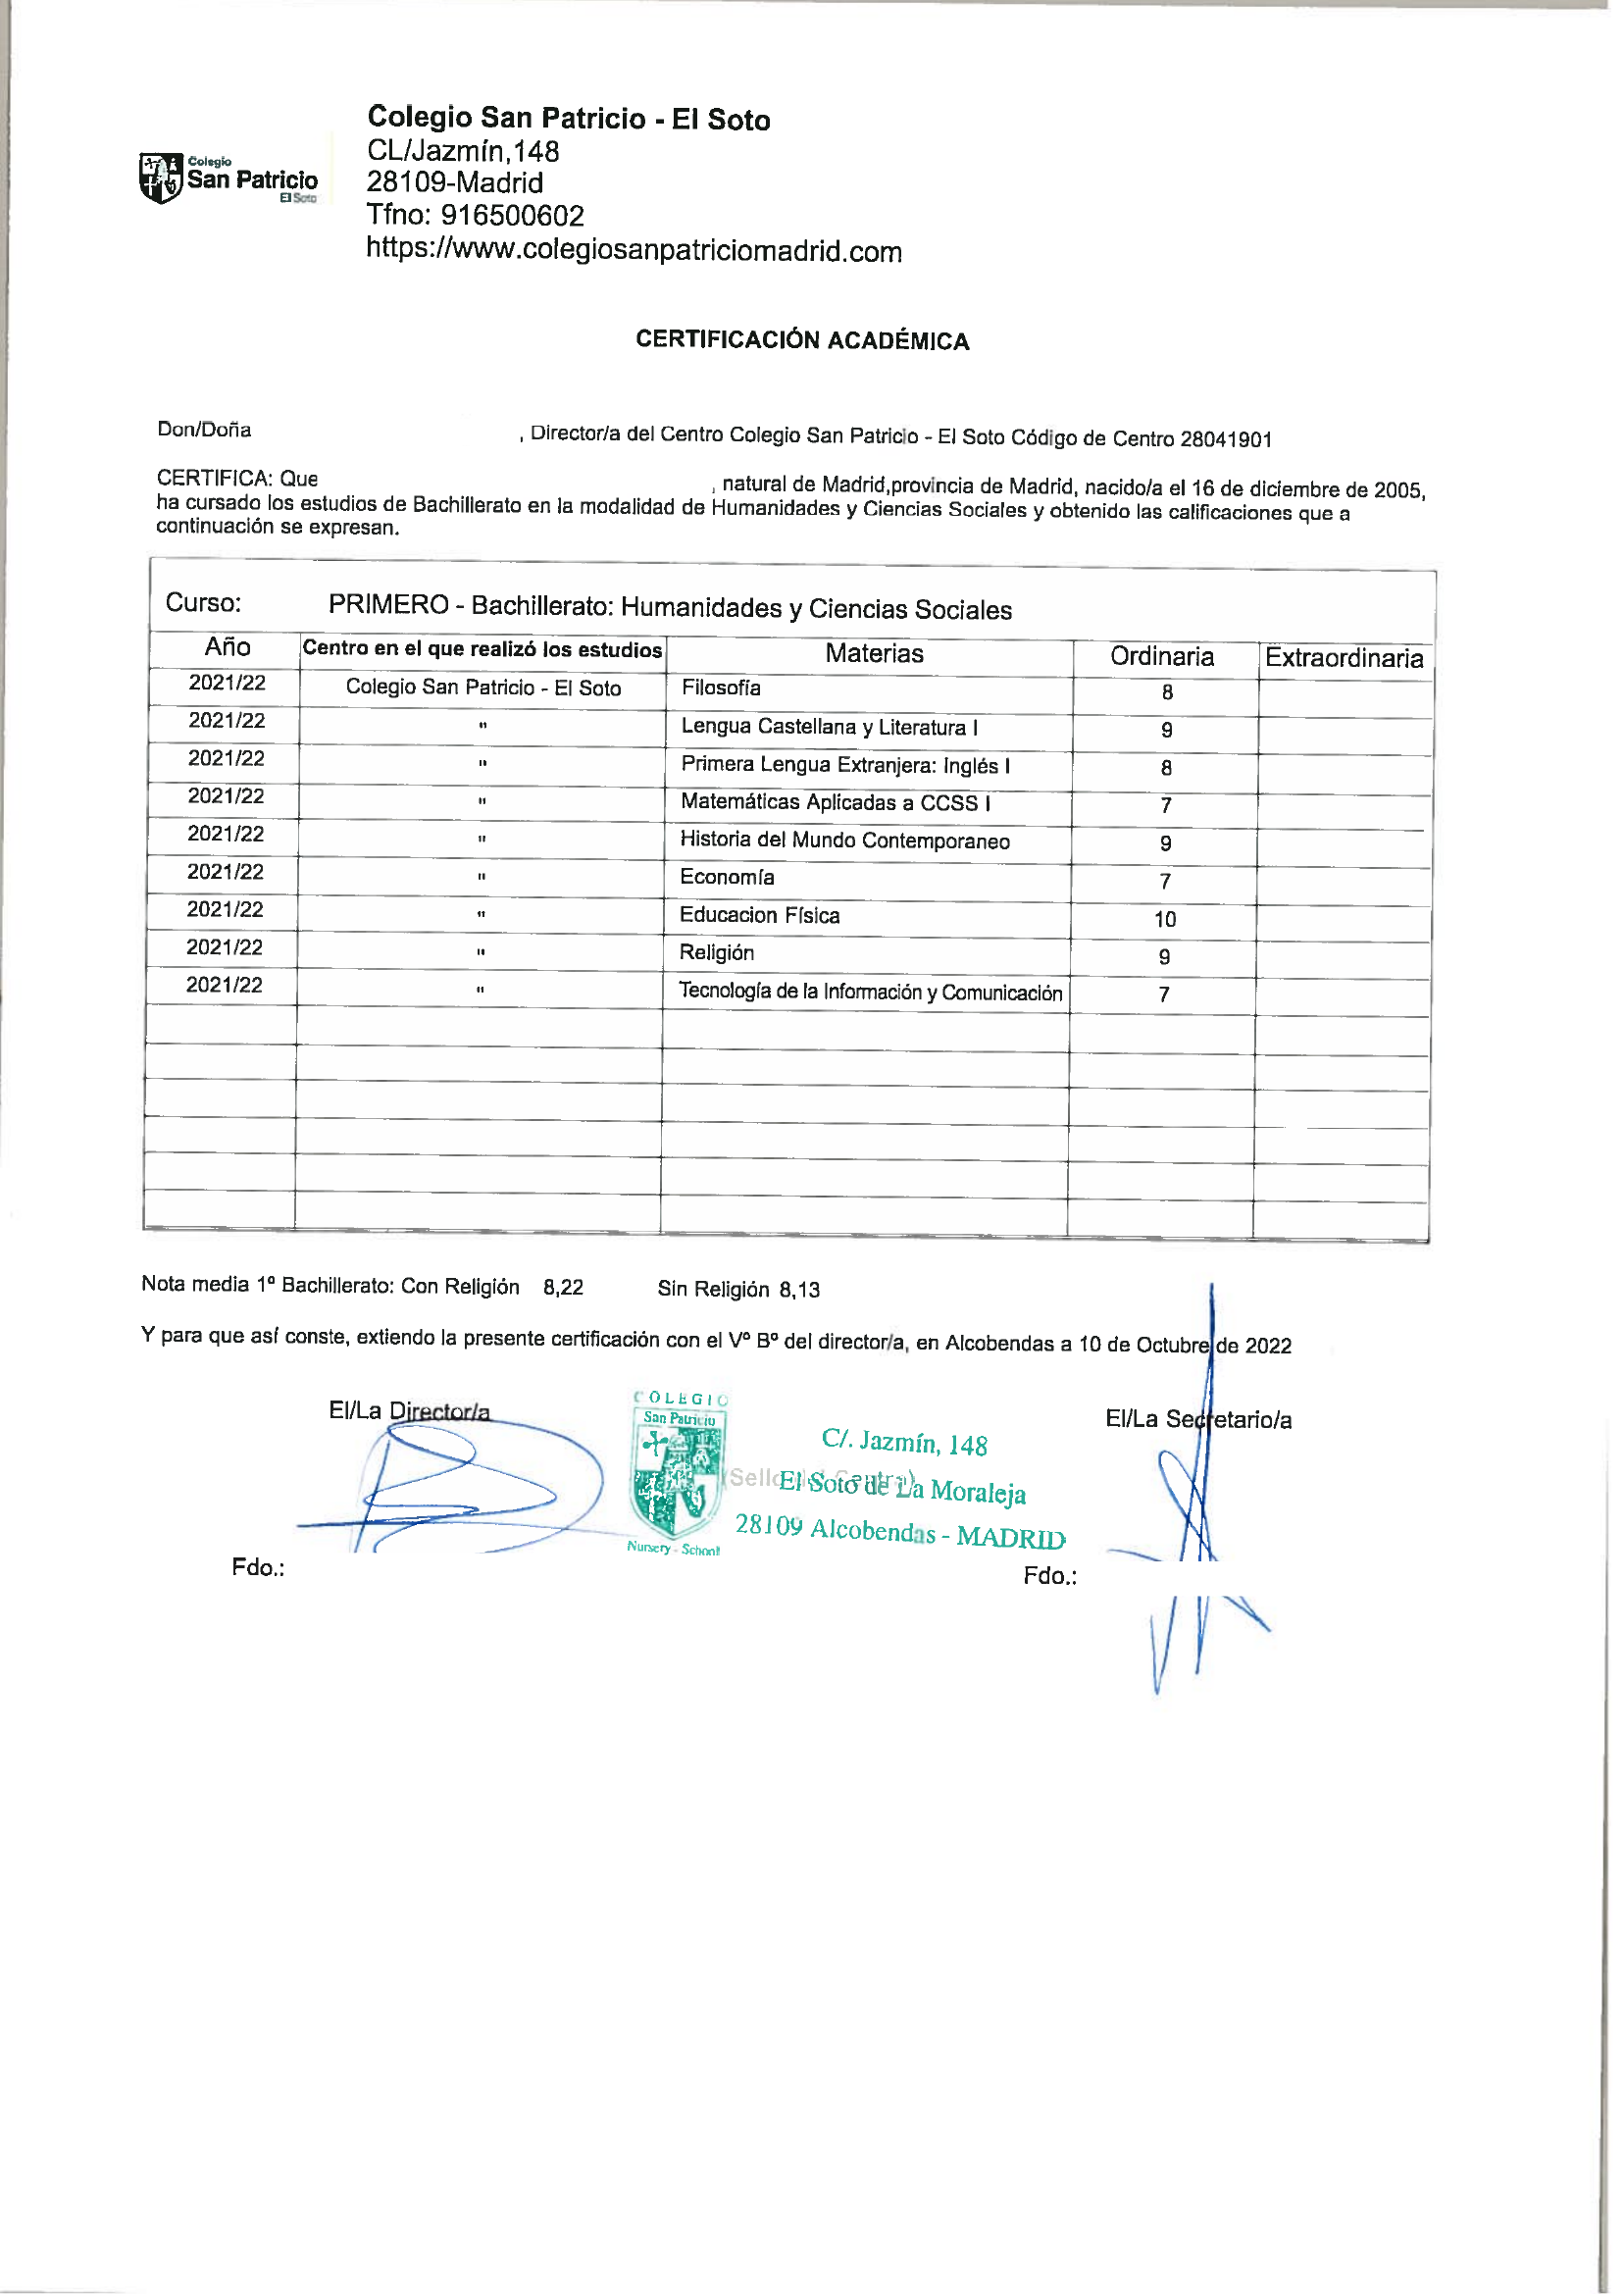 Colegio San Patricio - El Soto
CL/Jazmín,148
28109-Madrid
Tfno: 916500602
https://www.colegiosanpatriciomadrid.com
Colegio
San Patricio
El Soto
CERTIFICACIÓN ACADÉMICA
Don/Doña , Director/a del Centro Colegio San Patricio - El Soto Código de Centro 28041901
CERTIFICA: Que , natural de Madrid,provincia de Madrid, nacido/a el 16 de diciembre de 2005,
ha cursado los estudios de Bachillerato en la modalidad de Humanidades y Ciencias Sociales y obtenido las calificaciones que a
continuación se expresan.
Curso: PRIMERO - Bachillerato: Humanidades y Ciencias Sociales
Año Centro en el que realizó los estudios Materias Ordinaria Extraordinaria
2021/22 Colegio San Patricio - El Soto Filosofía 8
2021/22 " Lengua Castellana y Literatura I 9
2021/22 " Primera Lengua Extranjera: Inglés I 8
2021/22 " Matemáticas Aplicadas a CCSS I 7
2021/22 " Historia del Mundo Contemporaneo 9
2021/22 " Economía 7
2021/22 " Educacion Física 10
2021/22 " Religión 9
2021/22 " Tecnología de la Información y Comunicación 7
Nota media 1º Bachillerato: Con Religión 8,22 Sin Religión 8,13
Y para que así conste, extiendo la presente certificación con el Vº Bº del director/a, en Alcobendas a 10 de Octubre de 2022
El/La Director/a
El/La Secretario/a
COLEGIO
San Patricio
Nursery - School
C/. Jazmín, 148
El Soto de La Moraleja
28109 Alcobendas - MADRID
Fdo.:
Fdo.: